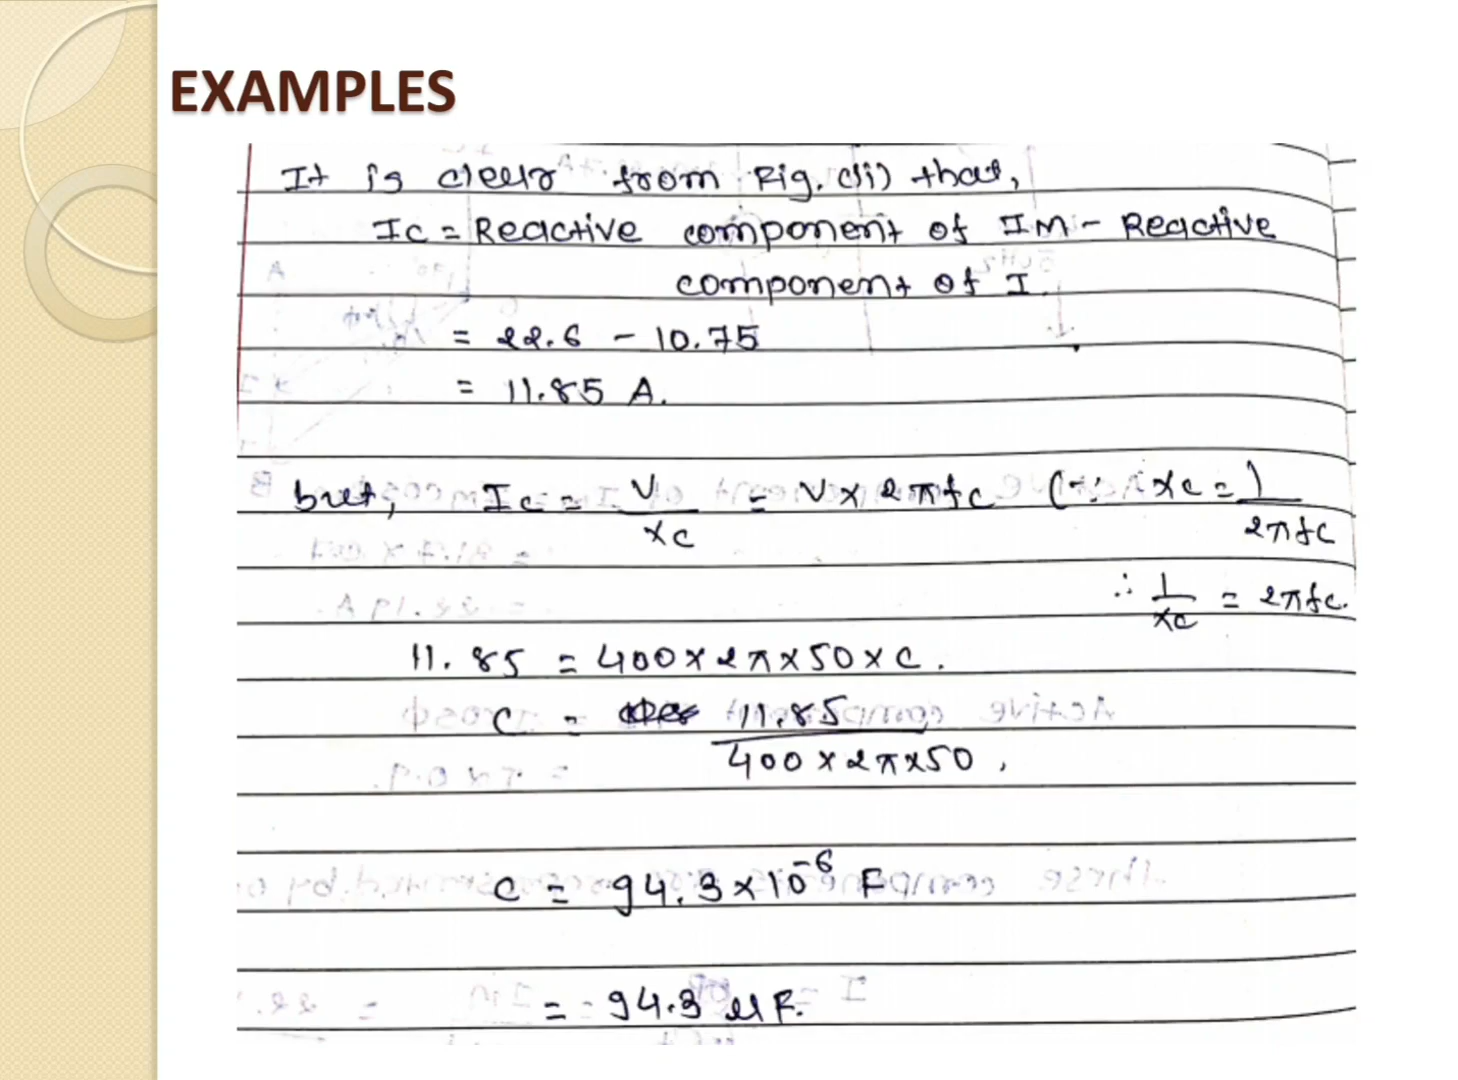 EXAMPLES
It is clear from Fig. (ii) that,
Ic = Reactive component of IM - Reactive
component of I.
= 22.6 - 10.75
= 11.85 A.
but, Ic = V/Xc = V x 2πfc (∵ Xc = 1/2πfc
∴ 1/Xc = 2πfc.
11.85 = 400 x 2π x 50 x C.
C = 11.85/400 x 2π x 50.
C = 94.3 x 10⁻⁶ F
= 94.3 μF.